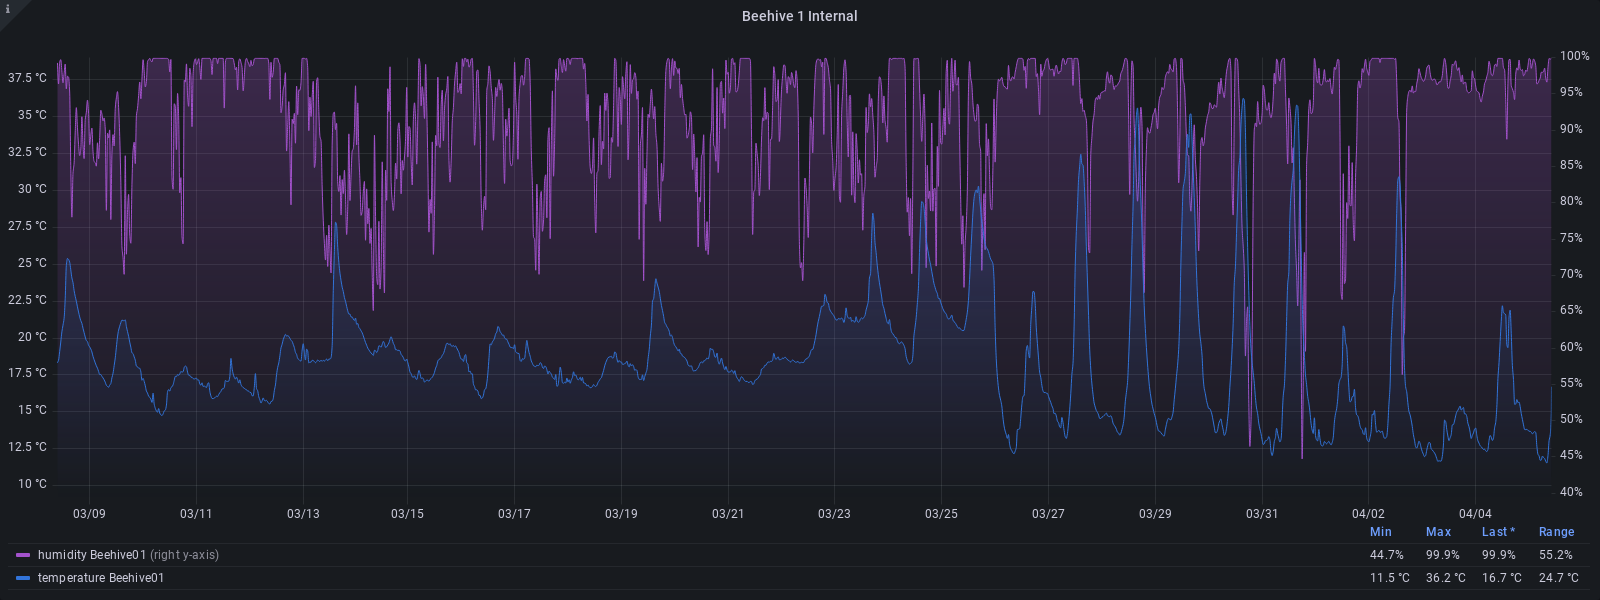 i
Beehive 1 Internal
37.5 °C
35 °C
32.5 °C
30 °C
27.5 °C
25 °C
22.5 °C
20 °C
17.5 °C
15 °C
12.5 °C
10 °C
100%
95%
90%
85%
80%
75%
70%
65%
60%
55%
50%
45%
40%
03/09 03/11 03/13 03/15 03/17 03/19 03/21 03/23 03/25 03/27 03/29 03/31 04/02 04/04
Min Max Last * Range
humidity Beehive01 (right y-axis) 44.7% 99.9% 99.9% 55.2%
temperature Beehive01 11.5 °C 36.2 °C 16.7 °C 24.7 °C